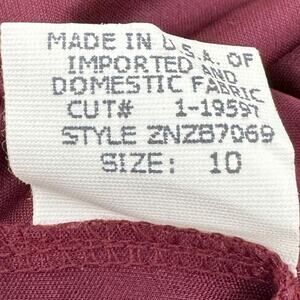 MADE IN U.S.A. OF
IMPORTED AND
DOMESTIC FABRIC
CUT# 1-19597
STYLE ZNZB7069
SIZE: 10